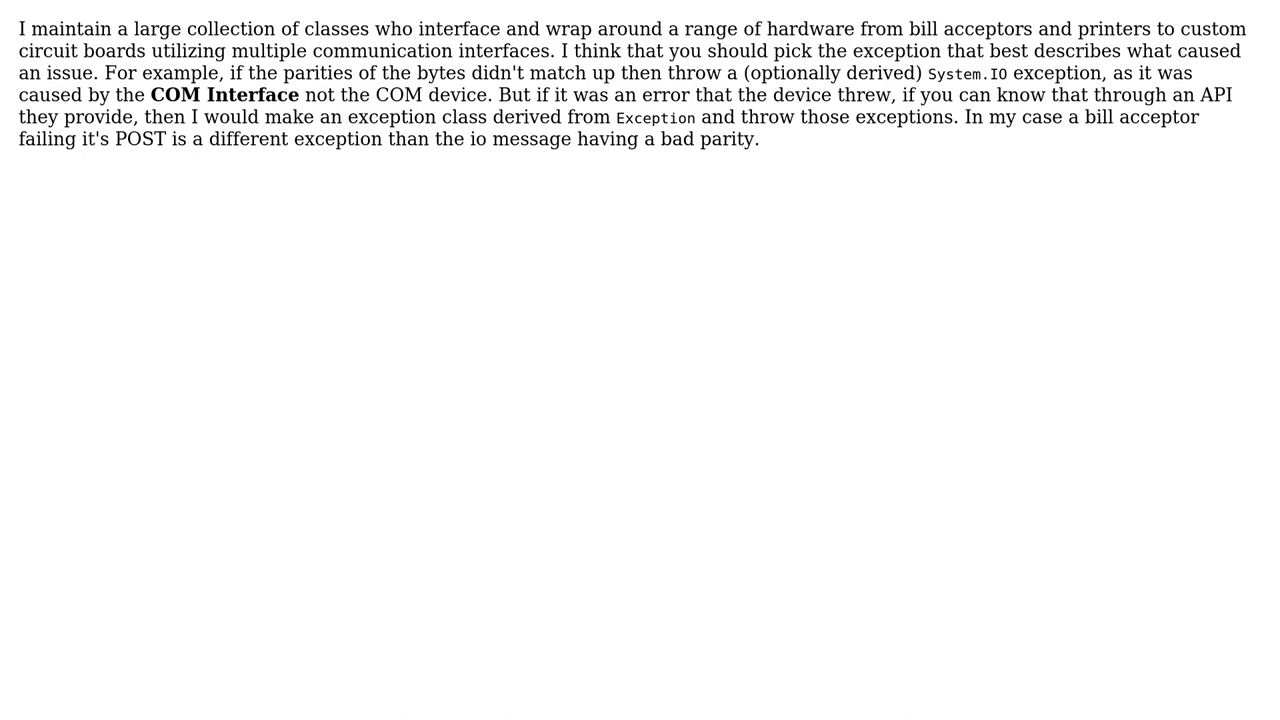 I maintain a large collection of classes who interface and wrap around a range of hardware from bill acceptors and printers to custom
circuit boards utilizing multiple communication interfaces. I think that you should pick the exception that best describes what caused
an issue. For example, if the parities of the bytes didn't match up then throw a (optionally derived) System.IO exception, as it was
caused by the COM Interface not the COM device. But if it was an error that the device threw, if you can know that through an API
they provide, then I would make an exception class derived from Exception and throw those exceptions. In my case a bill acceptor
failing it's POST is a different exception than the io message having a bad parity.